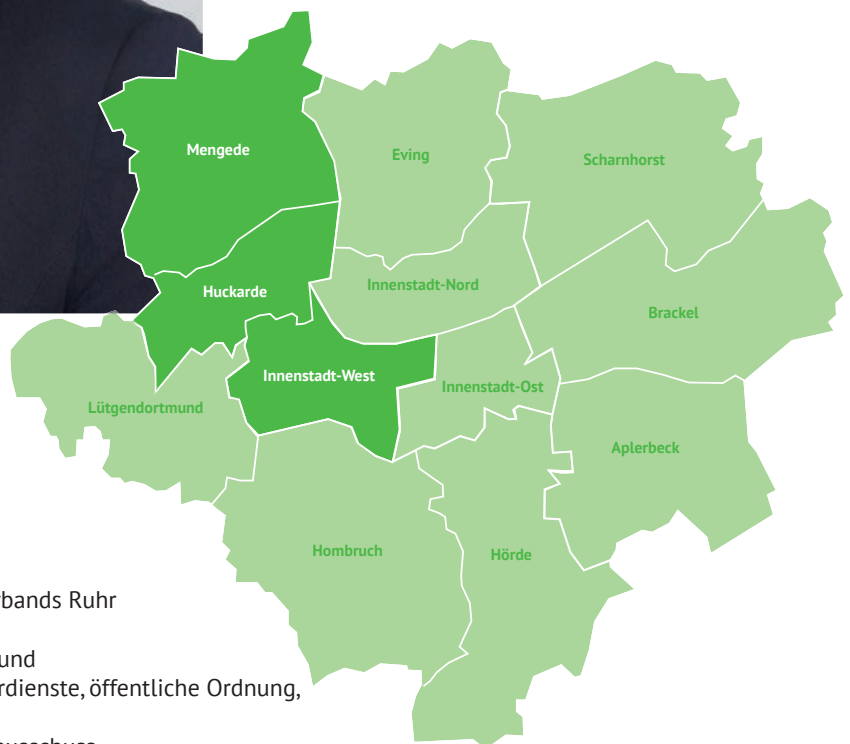 Mengede
Eving
Scharnhorst
Huckarde
Innenstadt-Nord
Brackel
Innenstadt-West
Innenstadt-Ost
Lütgendortmund
Aplerbeck
Hombruch
Hörde
rbands Ruhr
und
rdienste, öffentliche Ordnung,